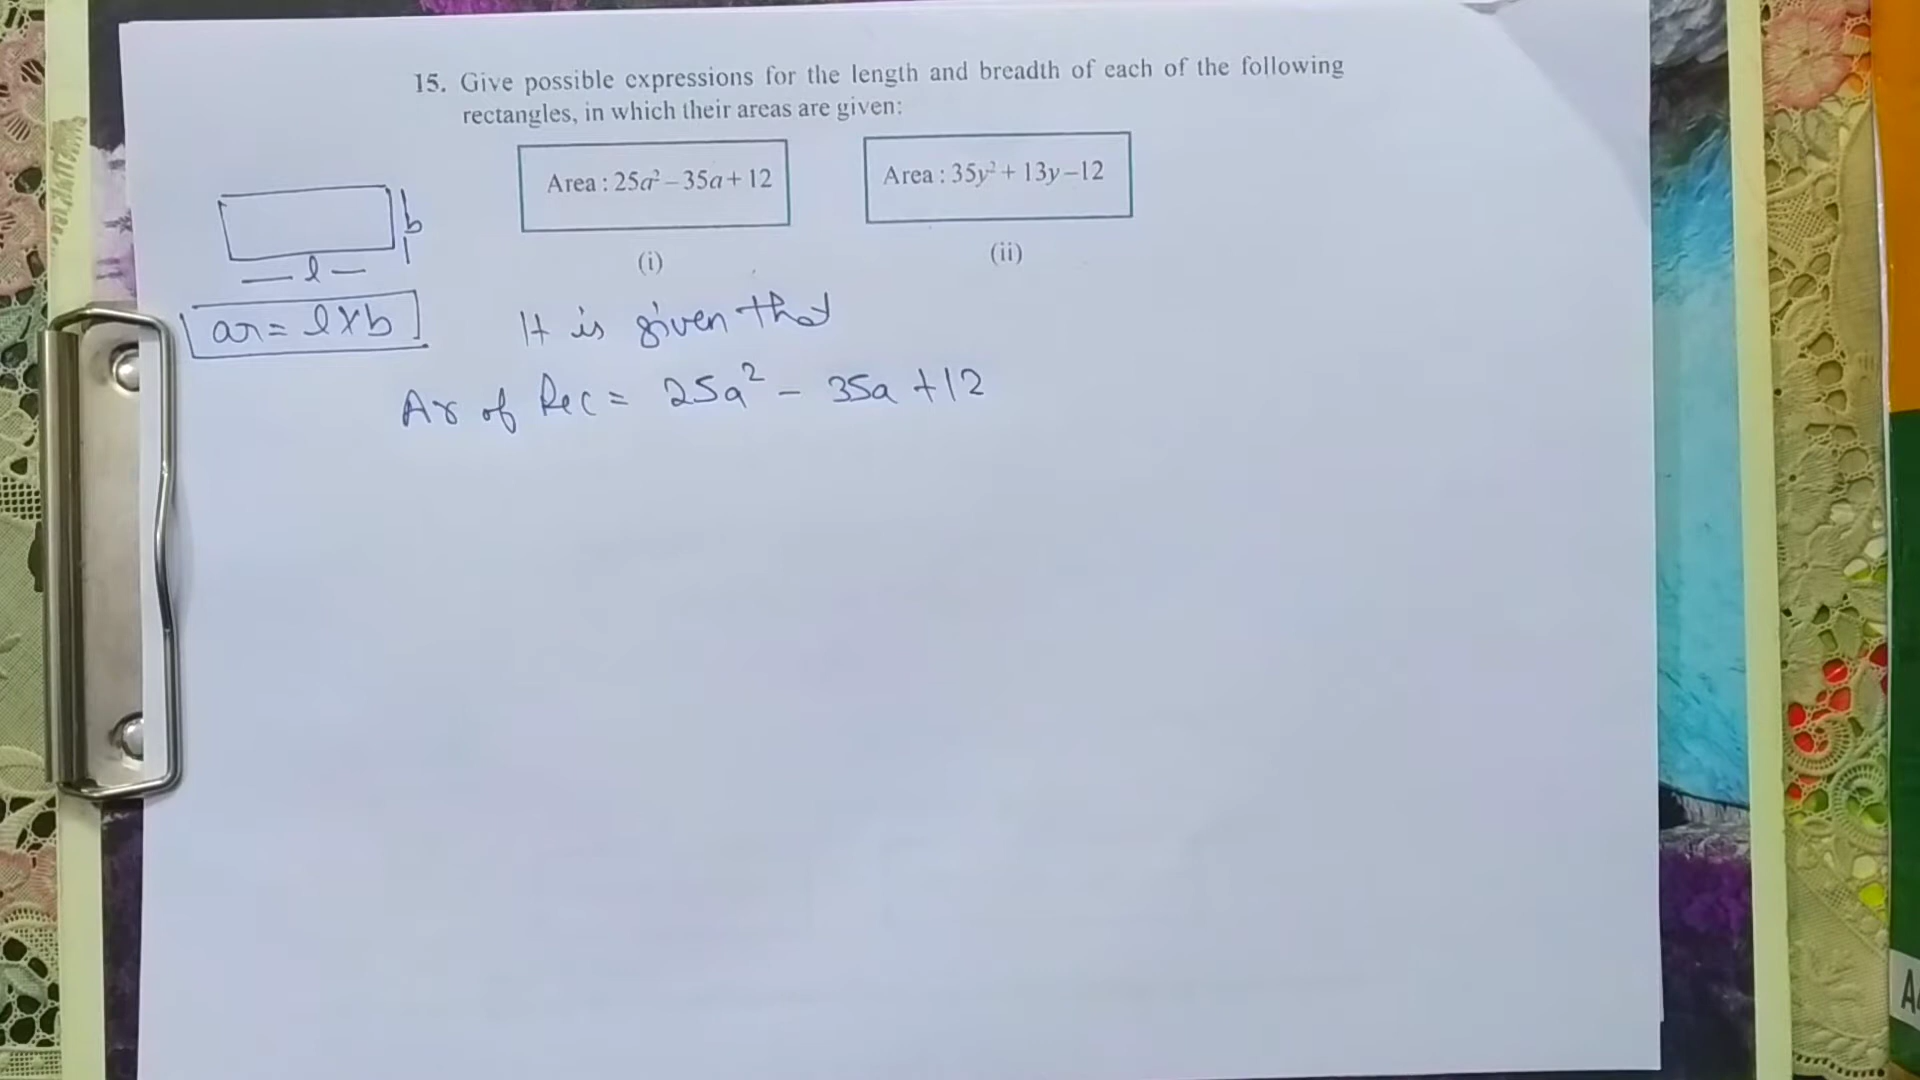 15. Give possible expressions for the length and breadth of each of the following
rectangles, in which their areas are given:
Area : 25a² – 35a + 12
Area : 35y² + 13y –12
(i)
(ii)
b
l
ar = l × b
It is given that
Ar of Rec = 25a² - 35a + 12